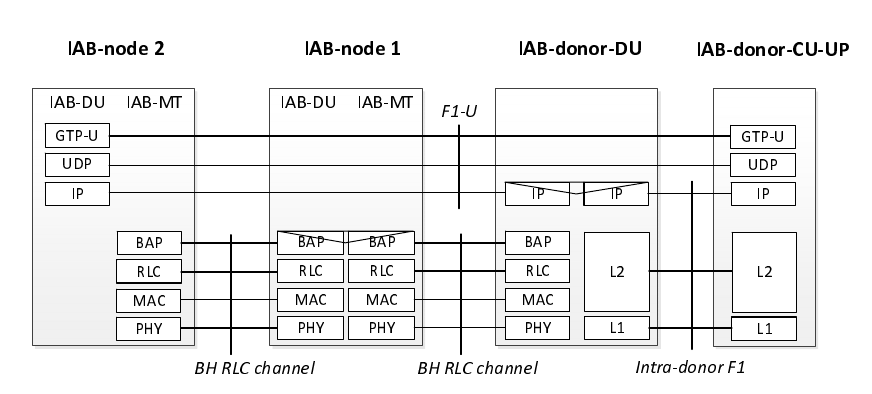 IAB-node 2 IAB-node 1 IAB-donor-DU IAB-donor-CU-UP
IAB-DU IAB-MT IAB-DU IAB-MT
F1-U
GTP-U GTP-U
UDP UDP
IP IP IP IP
BAP BAP BAP BAP
RLC RLC RLC RLC L2 L2
MAC MAC MAC MAC
PHY PHY PHY PHY L1 L1
BH RLC channel BH RLC channel Intra-donor F1